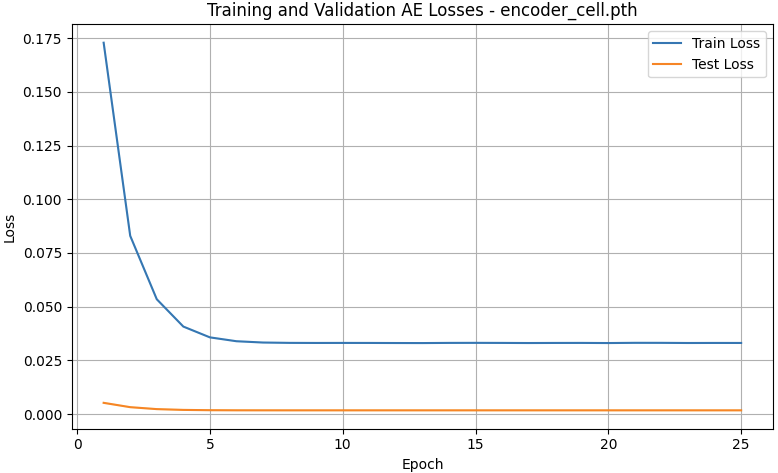 Training and Validation AE Losses - encoder_cell.pth
Train Loss
Test Loss
0.175
0.150
0.125
0.100
0.075
0.050
0.025
0.000
Loss
0
5
10
15
20
25
Epoch